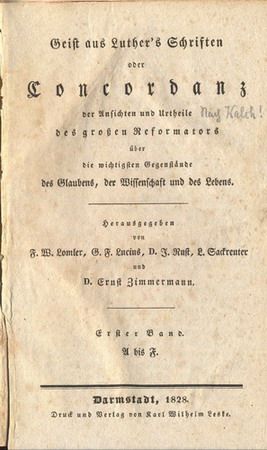 Geist aus Luther's Schriften
oder
Concordanz
der Ansichten und Urtheile
des großen Reformators
über
die wichtigsten Gegenstände
des Glaubens, der Wissenschaft und des Lebens.
Herausgegeben
von
F. W. Lomler, G. F. Lucius, D. J. Rust, L. Sackreuter
und
D. Ernst Zimmermann.
Erster Band.
A bis F.
Darmstadt, 1828.
Druck und Verlag von Karl Wilhelm Leske.